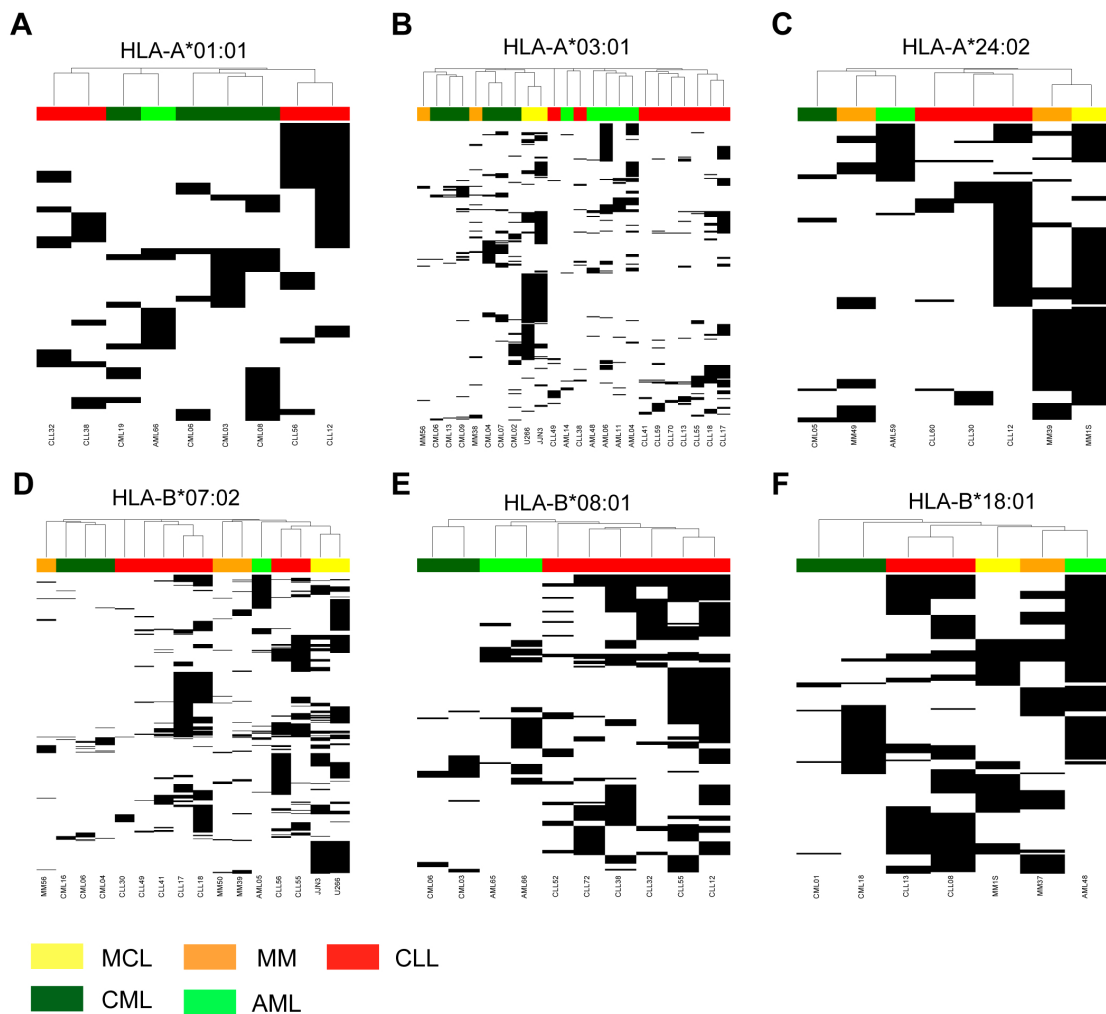 A
HLA-A*01:01
CLL32 CLL38 CML19 AML66 CML06 CML03 CML08 CLL56 CLL12
B
HLA-A*03:01
MM56 CML06 CML13 CML09 MM38 CML04 CML07 CML02 U266 JJN3 CLL49 AML14 CLL38 AML48 AML06 AML11 AML04 CLL41 CLL59 CLL70 CLL13 CLL55 CLL18 CLL17
C
HLA-A*24:02
CML05 MM49 AML59 CLL60 CLL30 CLL12 MM39 MM1S
D
HLA-B*07:02
MM56 CML16 CML06 CML04 CLL30 CLL49 CLL41 CLL17 CLL18 MM50 MM39 AML05 CLL56 CLL55 JJN3 U266
E
HLA-B*08:01
CML06 CML03 AML65 AML66 CLL52 CLL72 CLL38 CLL32 CLL55 CLL12
F
HLA-B*18:01
CML01 CML18 CLL13 CLL08 MM1S MM37 AML48
MCL MM CLL
CML AML